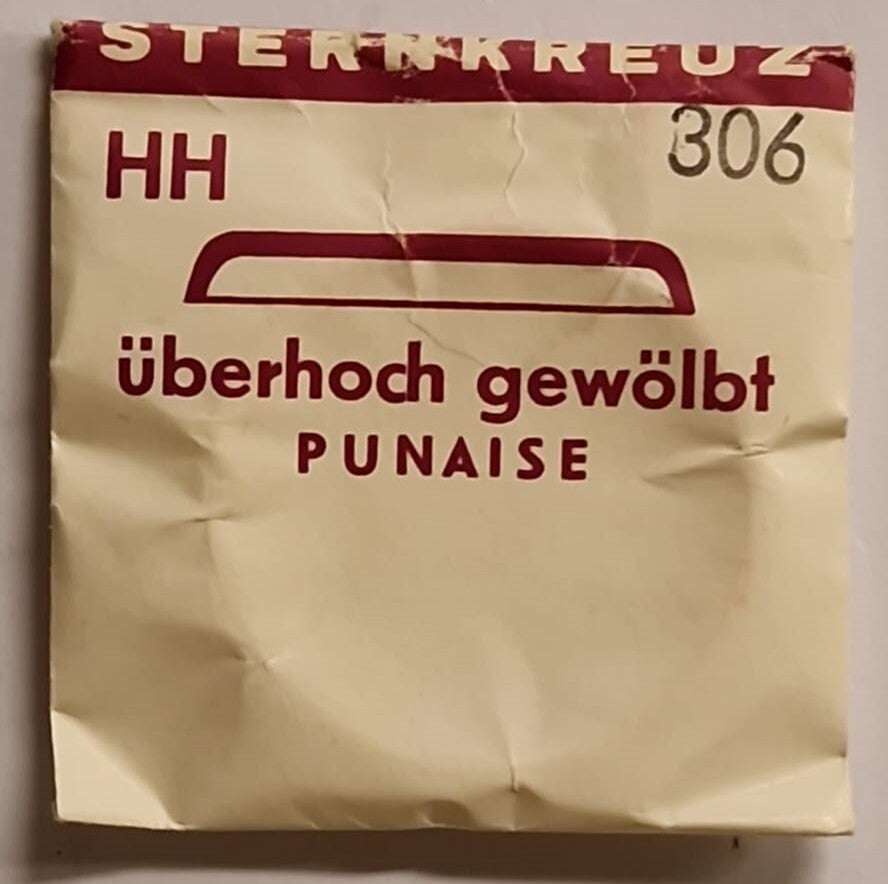 STERNKREUZ
306
HH
überhoch gewölbt
PUNAISE